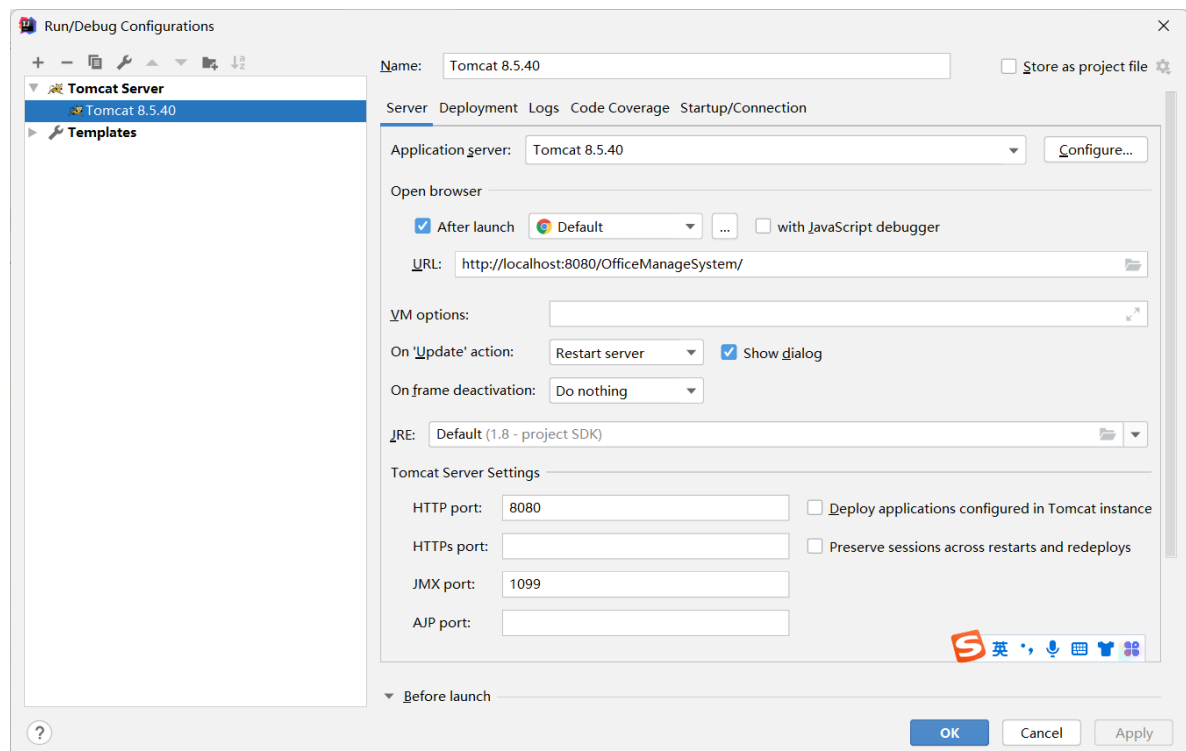 Run/Debug Configurations
Name: Tomcat 8.5.40 Store as project file
Tomcat Server
Tomcat 8.5.40
Templates
Server Deployment Logs Code Coverage Startup/Connection
Application server: Tomcat 8.5.40 Configure...
Open browser
After launch Default ... with JavaScript debugger
URL: http://localhost:8080/OfficeManageSystem/
VM options:
On 'Update' action: Restart server Show dialog
On frame deactivation: Do nothing
JRE: Default (1.8 - project SDK)
Tomcat Server Settings
HTTP port: 8080 Deploy applications configured in Tomcat instance
HTTPs port: Preserve sessions across restarts and redeploys
JMX port: 1099
AJP port:
S 英 •,
Before launch
? OK Cancel Apply